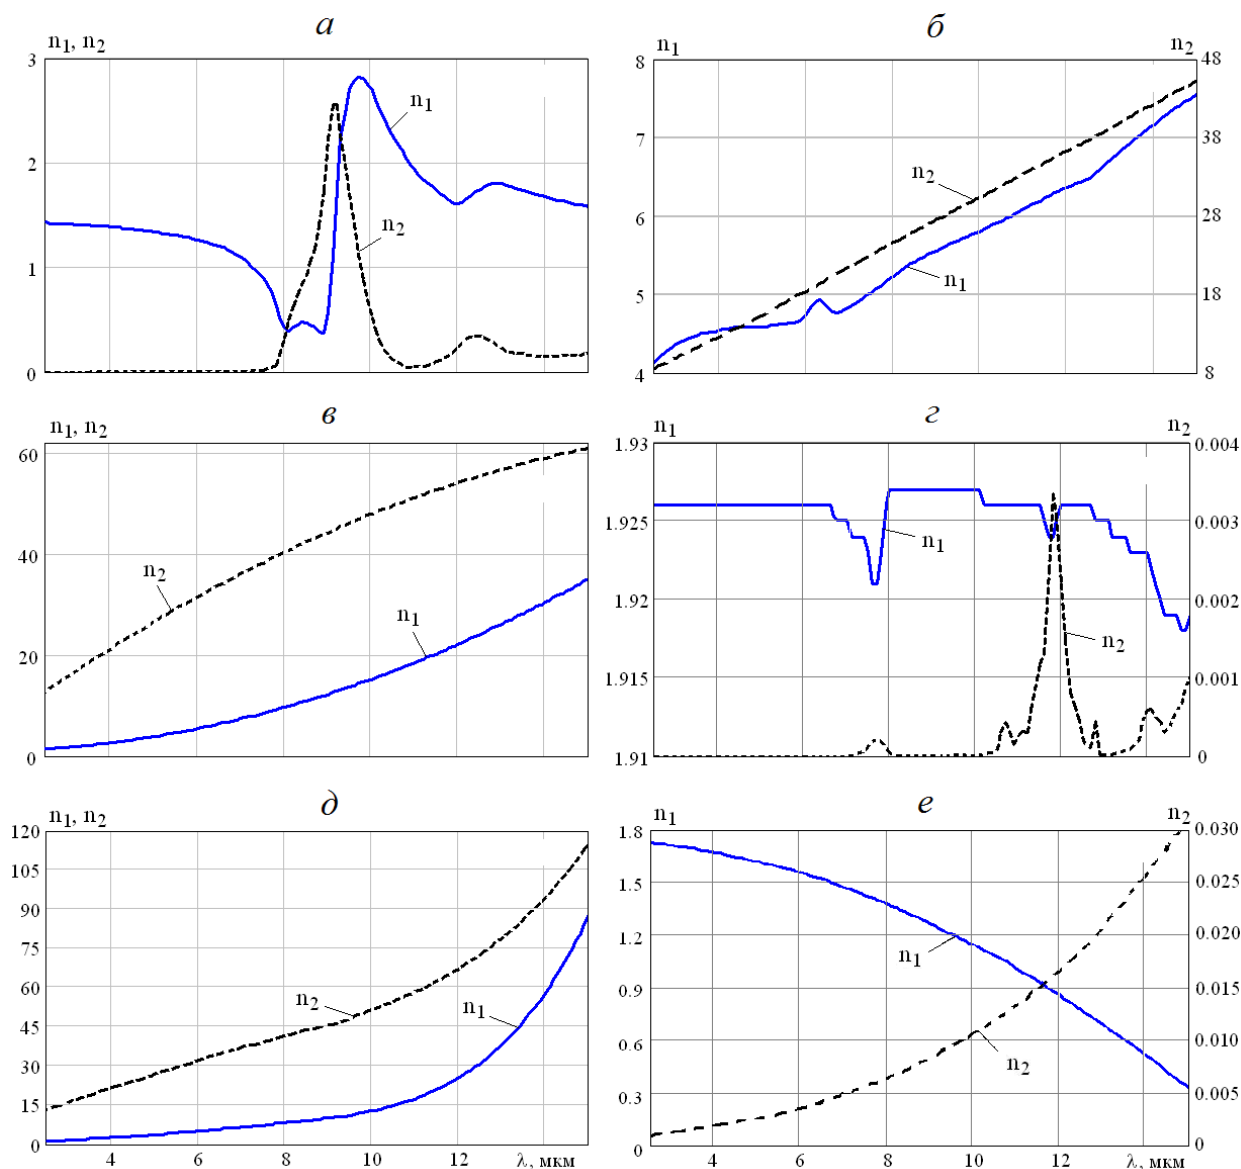 а
n1, n2
3
2
1
0
n1
n2
б
n1
n2
8
7
6
5
4
48
38
28
18
8
n2
n1
в
n1, n2
60
40
20
0
n2
n1
г
n1
n2
1.93
1.925
1.92
1.915
1.91
0.004
0.003
0.002
0.001
0
n1
n2
д
n1, n2
120
105
90
75
60
45
30
15
0
n2
n1
4
6
8
10
12
λ, мкм
е
n1
n2
1.8
1.5
1.2
0.9
0.6
0.3
0
0.030
0.025
0.020
0.015
0.010
0.005
0
n1
n2
4
6
8
10
12
λ, мкм